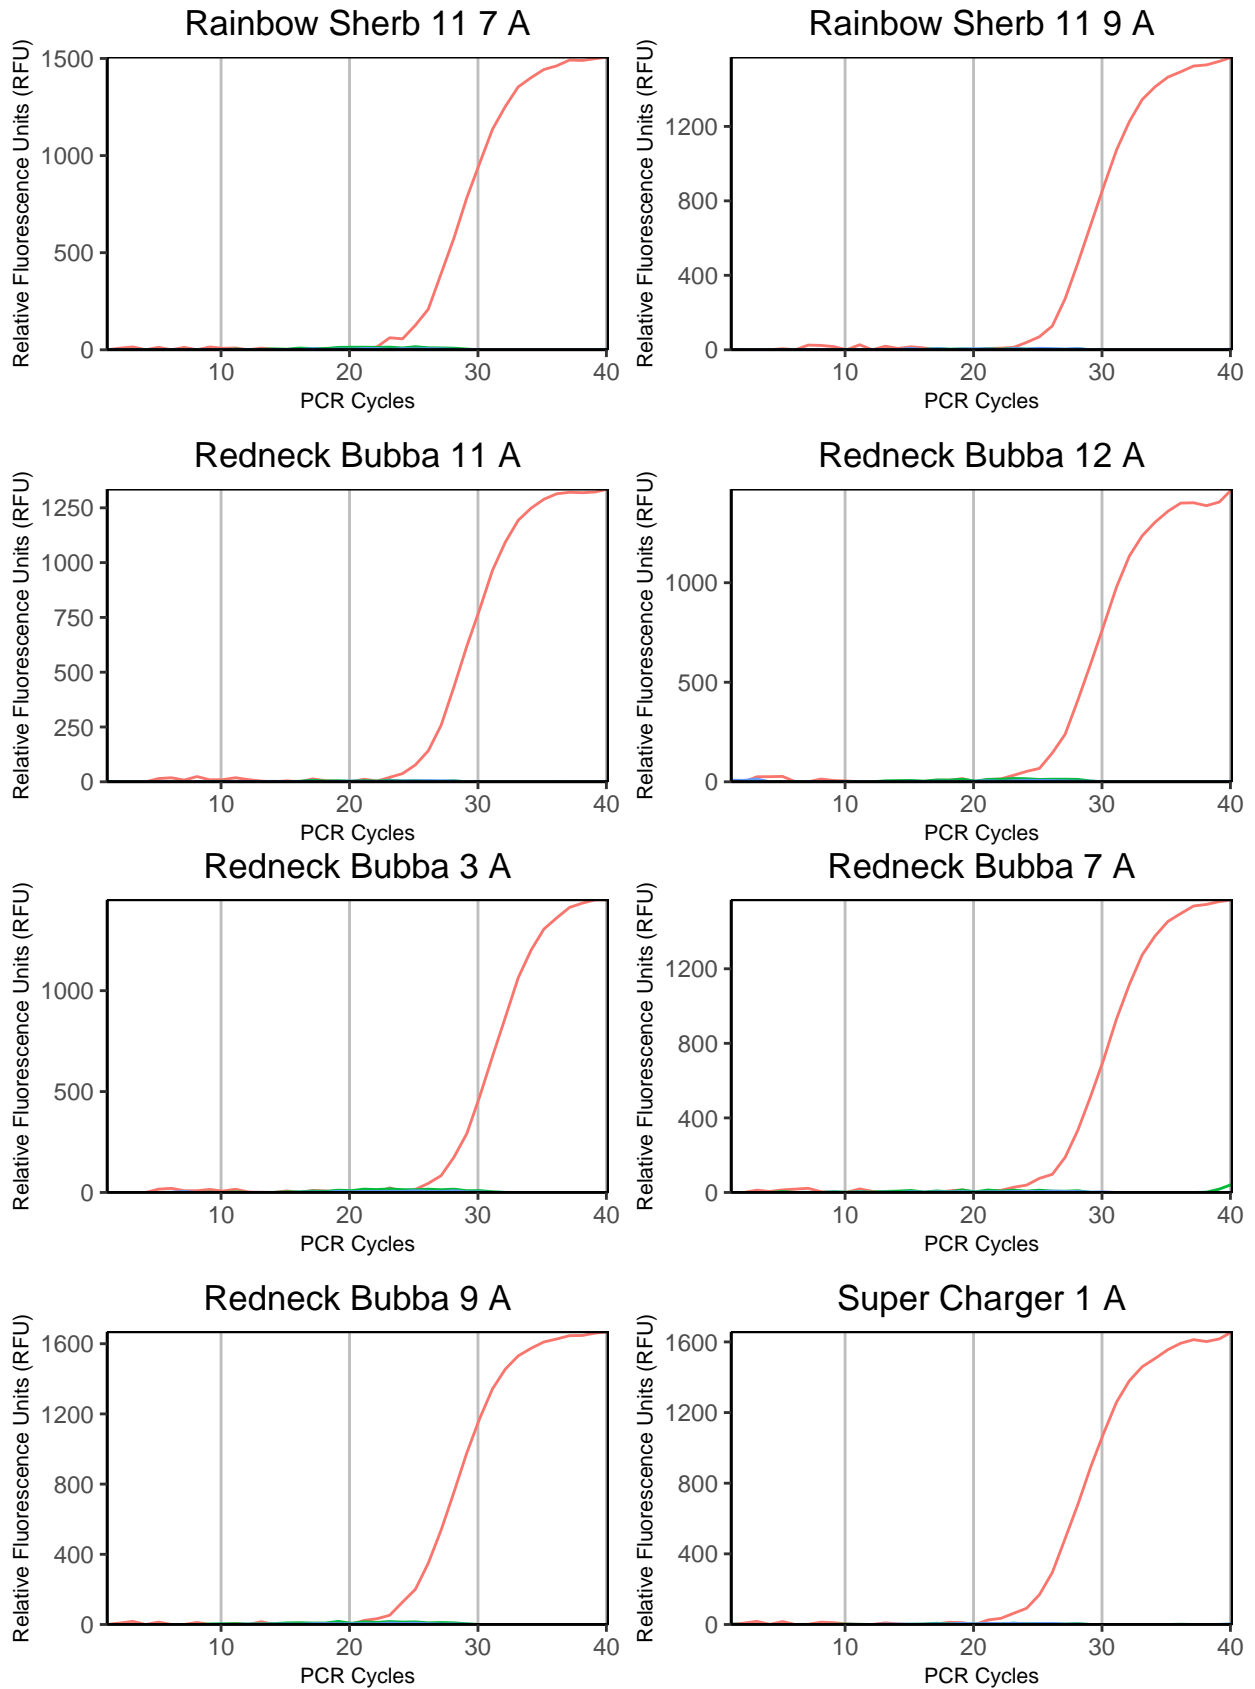 Rainbow Sherb 11 7 A
Relative Fluorescence Units (RFU)
1500
1000
500
0
10 20 30 40
PCR Cycles
Rainbow Sherb 11 9 A
Relative Fluorescence Units (RFU)
1200
800
400
0
10 20 30 40
PCR Cycles
Redneck Bubba 11 A
Relative Fluorescence Units (RFU)
1250
1000
750
500
250
0
10 20 30 40
PCR Cycles
Redneck Bubba 12 A
Relative Fluorescence Units (RFU)
1000
500
0
10 20 30 40
PCR Cycles
Redneck Bubba 3 A
Relative Fluorescence Units (RFU)
1000
500
0
10 20 30 40
PCR Cycles
Redneck Bubba 7 A
Relative Fluorescence Units (RFU)
1200
800
400
0
10 20 30 40
PCR Cycles
Redneck Bubba 9 A
Relative Fluorescence Units (RFU)
1600
1200
800
400
0
10 20 30 40
PCR Cycles
Super Charger 1 A
Relative Fluorescence Units (RFU)
1600
1200
800
400
0
10 20 30 40
PCR Cycles